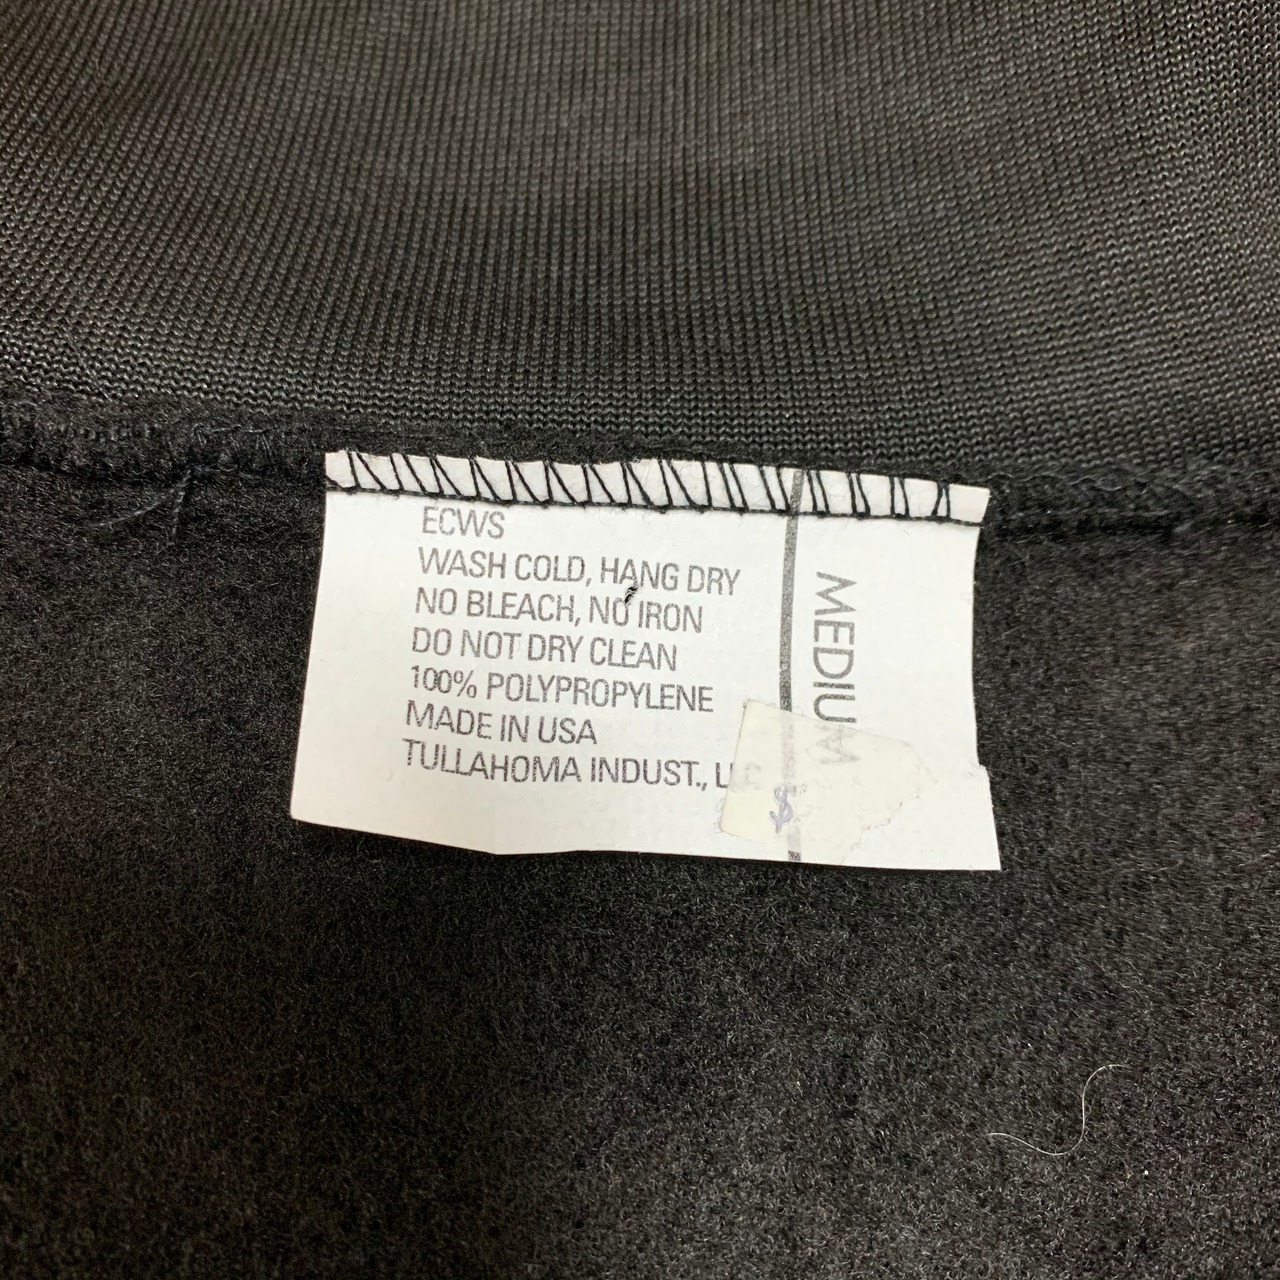 ECWS
WASH COLD, HANG DRY
NO BLEACH, NO IRON
DO NOT DRY CLEAN
100% POLYPROPYLENE
MADE IN USA
TULLAHOMA INDUST.,
MEDIUM
$